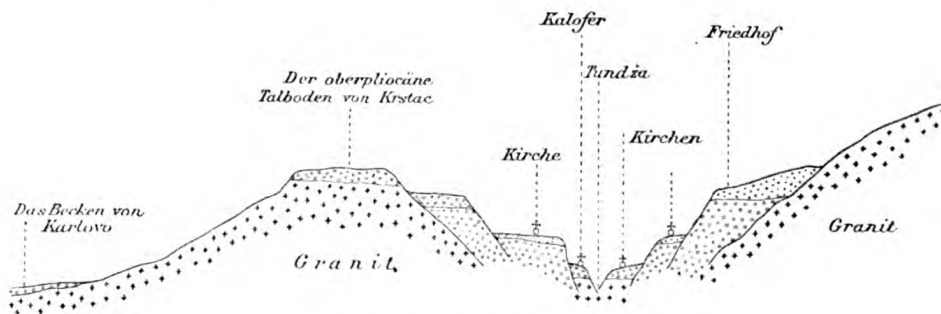 Kalofer
Friedhof
Tundža
Der oberpliocäne
Talboden von Krstac
Kirche
Kirchen
Das Becken von
Karlovo
Granit
Granit